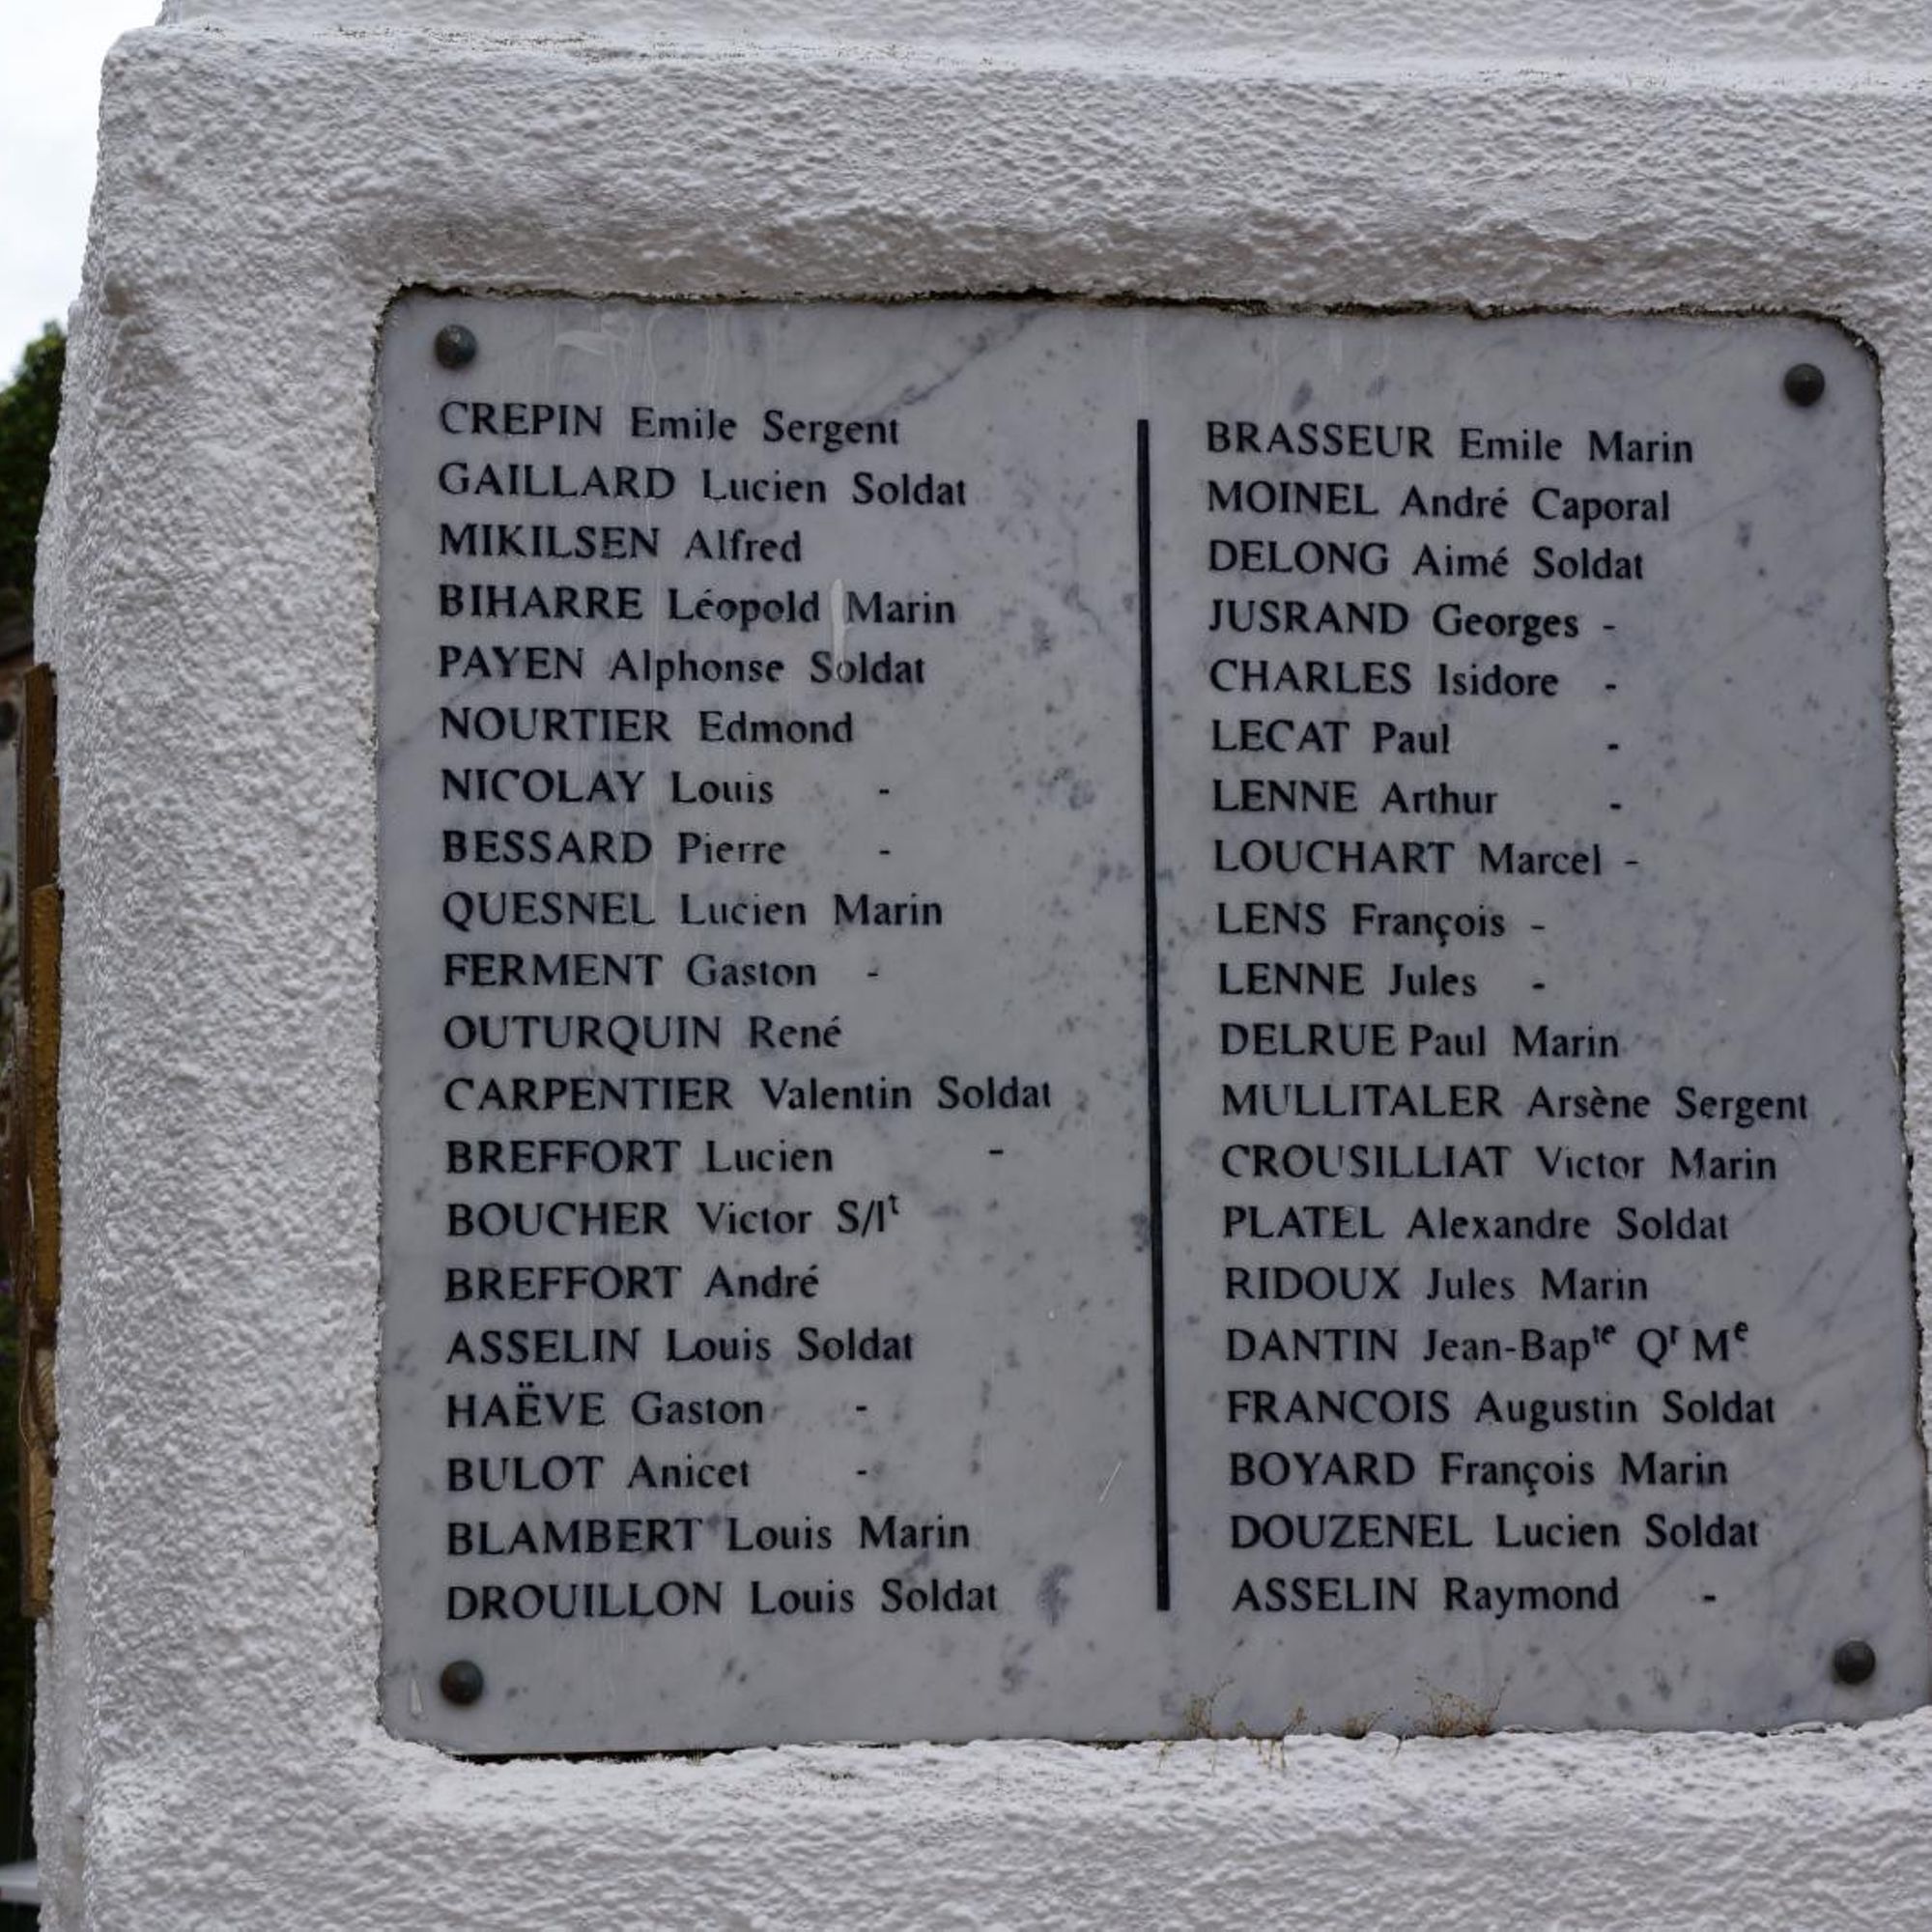 CREPIN Emile Sergent
GAILLARD Lucien Soldat
MIKILSEN Alfred
BIHARRE Léopold Marin
PAYEN Alphonse Soldat
NOURTIER Edmond
NICOLAY Louis -
BESSARD Pierre -
QUESNEL Lucien Marin
FERMENT Gaston -
OUTURQUIN René
CARPENTIER Valentin Soldat
BREFFORT Lucien -
BOUCHER Victor S/lᵗ
BREFFORT André
ASSELIN Louis Soldat
HAËVE Gaston -
BULOT Anicet -
BLAMBERT Louis Marin
DROUILLON Louis Soldat
BRASSEUR Emile Marin
MOINEL André Caporal
DELONG Aimé Soldat
JUSRAND Georges -
CHARLES Isidore -
LECAT Paul -
LENNE Arthur -
LOUCHART Marcel -
LENS François -
LENNE Jules -
DELRUE Paul Marin
MULLITALER Arsène Sergent
CROUSILLIAT Victor Marin
PLATEL Alexandre Soldat
RIDOUX Jules Marin
DANTIN Jean-Bapᵗᵉ Qʳ Mᵉ
FRANCOIS Augustin Soldat
BOYARD François Marin
DOUZENEL Lucien Soldat
ASSELIN Raymond -